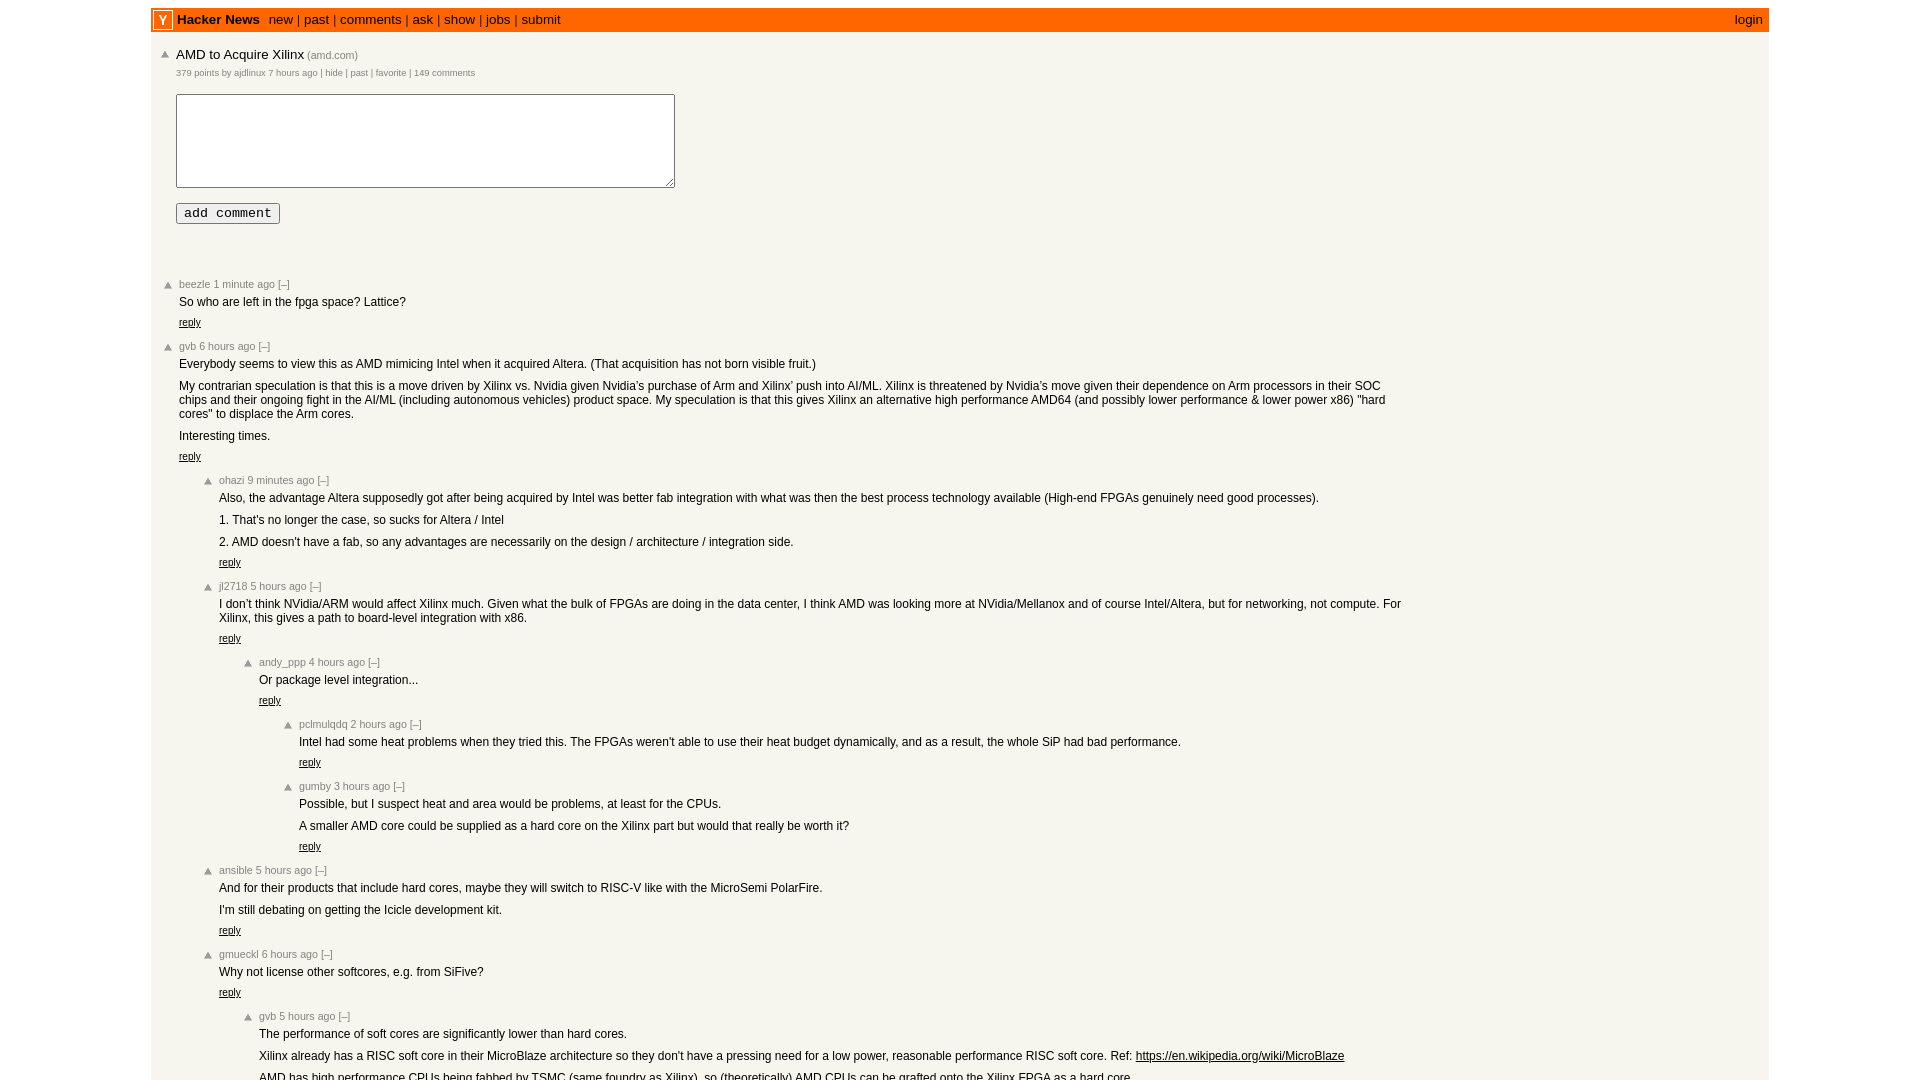 Y Hacker News new | past | comments | ask | show | jobs | submit login
AMD to Acquire Xilinx (amd.com)
379 points by ajdlinux 7 hours ago | hide | past | favorite | 149 comments
add comment
beezle 1 minute ago [–]
So who are left in the fpga space? Lattice?
reply
gvb 6 hours ago [–]
Everybody seems to view this as AMD mimicing Intel when it acquired Altera. (That acquisition has not born visible fruit.)
My contrarian speculation is that this is a move driven by Xilinx vs. Nvidia given Nvidia’s purchase of Arm and Xilinx’ push into AI/ML. Xilinx is threatened by Nvidia’s move given their dependence on Arm processors in their SOC
chips and their ongoing fight in the AI/ML (including autonomous vehicles) product space. My speculation is that this gives Xilinx an alternative high performance AMD64 (and possibly lower performance & lower power x86) "hard
cores" to displace the Arm cores.
Interesting times.
reply
ohazi 9 minutes ago [–]
Also, the advantage Altera supposedly got after being acquired by Intel was better fab integration with what was then the best process technology available (High-end FPGAs genuinely need good processes).
1. That's no longer the case, so sucks for Altera / Intel
2. AMD doesn't have a fab, so any advantages are necessarily on the design / architecture / integration side.
reply
jl2718 5 hours ago [–]
I don’t think NVidia/ARM would affect Xilinx much. Given what the bulk of FPGAs are doing in the data center, I think AMD was looking more at NVidia/Mellanox and of course Intel/Altera, but for networking, not compute. For
Xilinx, this gives a path to board-level integration with x86.
reply
andy_ppp 4 hours ago [–]
Or package level integration...
reply
pclmulqdq 2 hours ago [–]
Intel had some heat problems when they tried this. The FPGAs weren't able to use their heat budget dynamically, and as a result, the whole SiP had bad performance.
reply
gumby 3 hours ago [–]
Possible, but I suspect heat and area would be problems, at least for the CPUs.
A smaller AMD core could be supplied as a hard core on the Xilinx part but would that really be worth it?
reply
ansible 5 hours ago [–]
And for their products that include hard cores, maybe they will switch to RISC-V like with the MicroSemi PolarFire.
I'm still debating on getting the Icicle development kit.
reply
gmueckl 6 hours ago [–]
Why not license other softcores, e.g. from SiFive?
reply
gvb 5 hours ago [–]
The performance of soft cores are significantly lower than hard cores.
Xilinx already has a RISC soft core in their MicroBlaze architecture so they don't have a pressing need for a low power, reasonable performance RISC soft core. Ref: https://en.wikipedia.org/wiki/MicroBlaze
AMD has high performance CPUs being fabbed by TSMC (same foundry as Xilinx), so (theoretically) AMD CPUs can be grafted onto the Xilinx FPGA as a hard core.